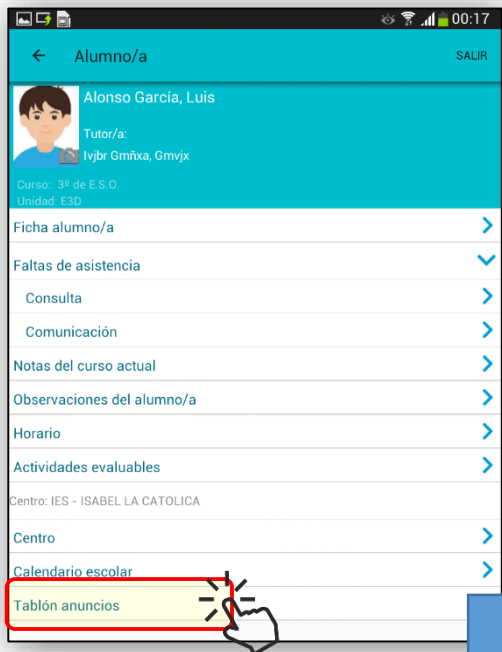 00:17
Alumno/a SALIR
Alonso García, Luis
Tutor/a:
Ivjbr Gmñxa, Gmvjx
Curso: 3º de E.S.O.
Unidad: E3D
Ficha alumno/a
Faltas de asistencia
Consulta
Comunicación
Notas del curso actual
Observaciones del alumno/a
Horario
Actividades evaluables
Centro: IES - ISABEL LA CATOLICA
Centro
Calendario escolar
Tablón anuncios